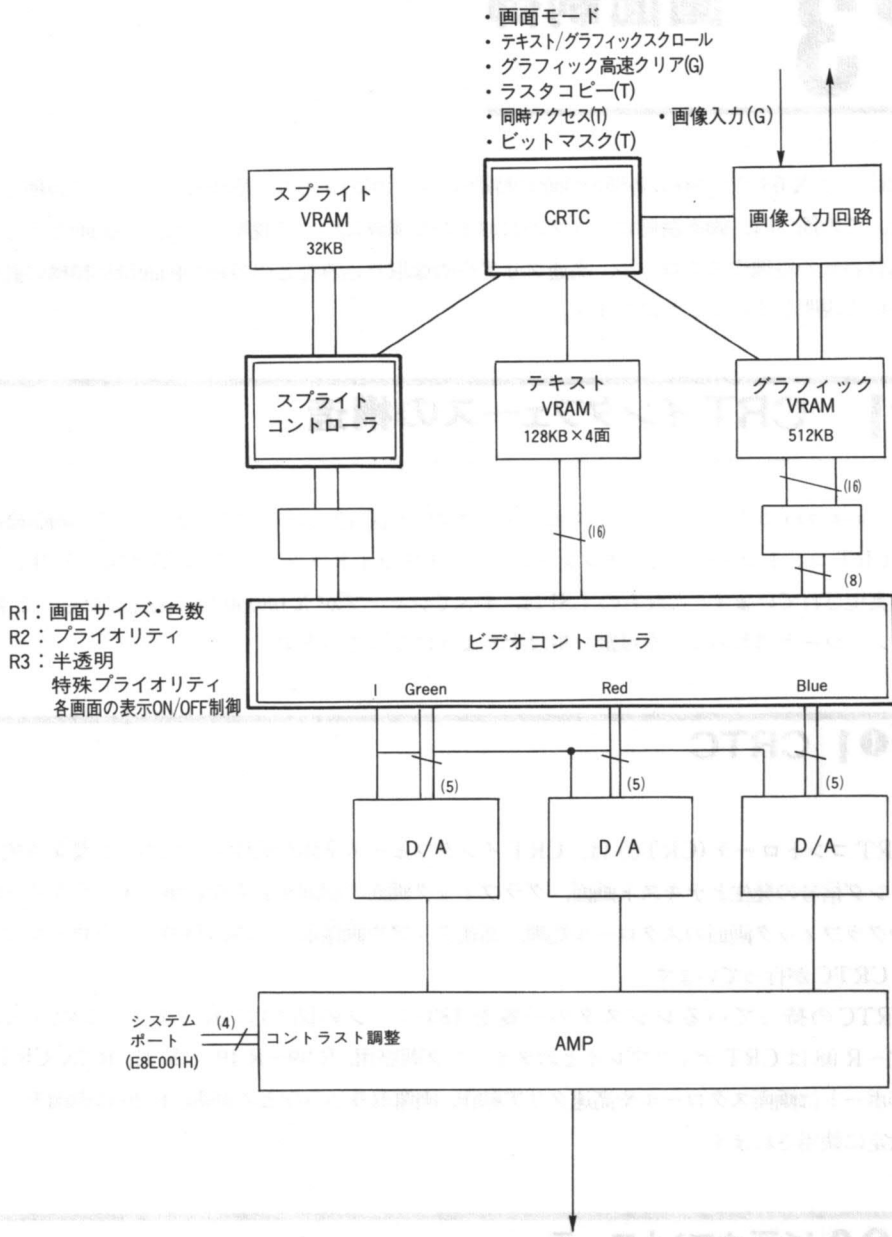 ・画面モード
・テキスト/グラフィックスクロール
・グラフィック高速クリア(G)
・ラスタコピー(T)
・同時アクセス(T)
・画像入力(G)
・ビットマスク(T)
スプライト
VRAM
32KB
CRTC
画像入力回路
スプライト
コントローラ
テキスト
VRAM
128KB×4面
グラフィック
VRAM
512KB
(16)
(16)
(8)
R1：画面サイズ・色数
R2：プライオリティ
R3：半透明
特殊プライオリティ
各画面の表示ON/OFF制御
ビデオコントローラ
I
Green
Red
Blue
(5)
(5)
(5)
D/A
D/A
D/A
システム
ポート
(E8E001H)
(4)
コントラスト調整
AMP